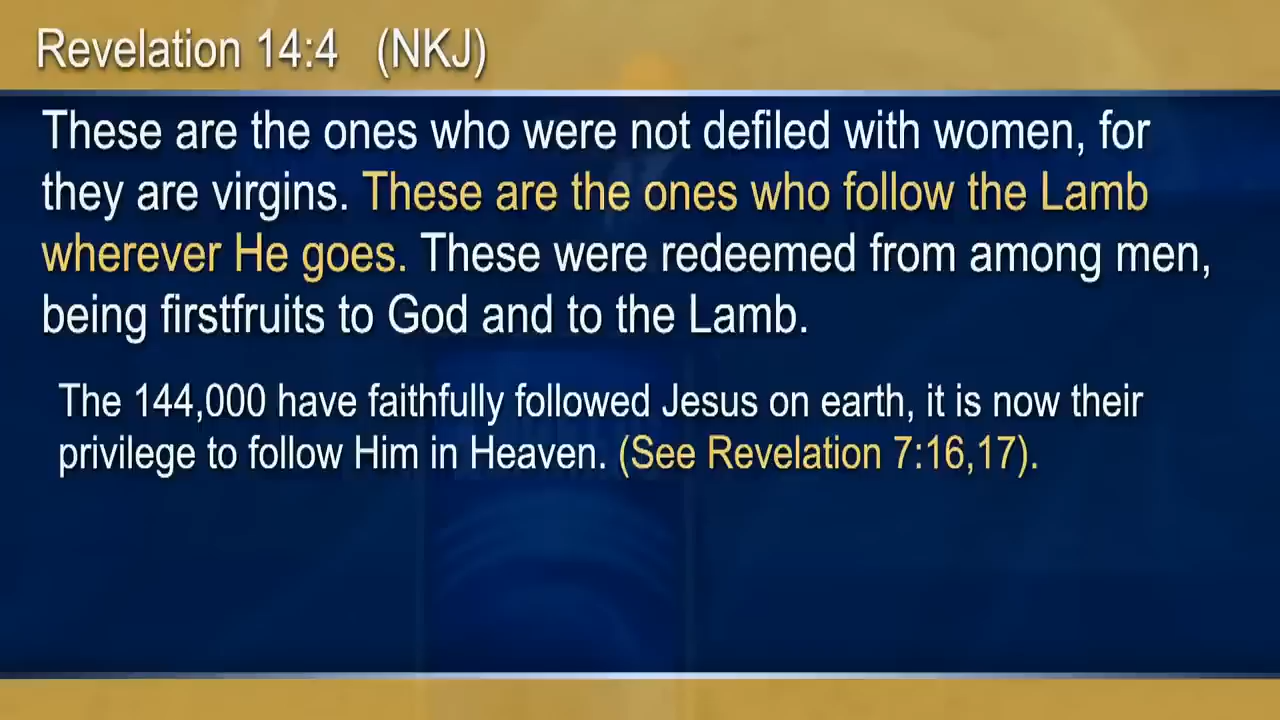 Revelation 14:4 (NKJ)
These are the ones who were not defiled with women, for
they are virgins. These are the ones who follow the Lamb
wherever He goes. These were redeemed from among men,
being firstfruits to God and to the Lamb.
The 144,000 have faithfully followed Jesus on earth, it is now their
privilege to follow Him in Heaven. (See Revelation 7:16,17).